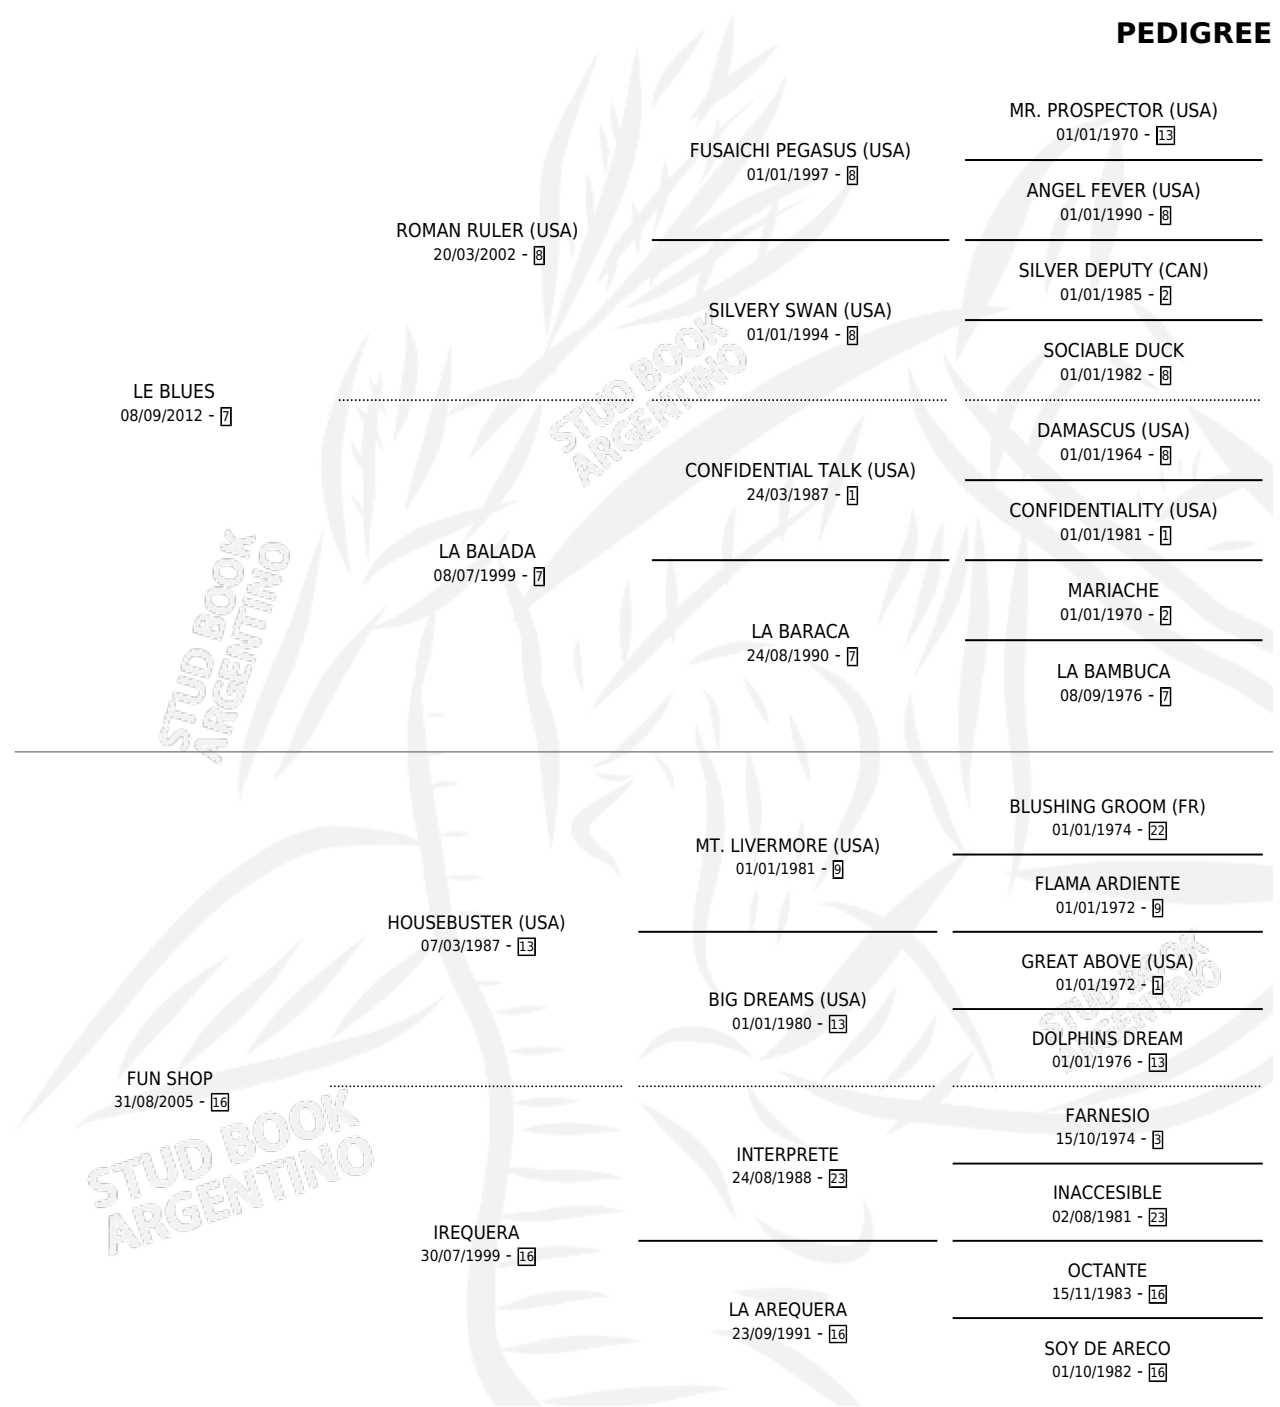 PEDIGREE
MR. PROSPECTOR (USA)
01/01/1970 - 13
FUSAICHI PEGASUS (USA)
01/01/1997 - 8
ANGEL FEVER (USA)
01/01/1990 - 8
ROMAN RULER (USA)
20/03/2002 - 8
SILVER DEPUTY (CAN)
01/01/1985 - 2
SILVERY SWAN (USA)
01/01/1994 - 8
SOCIABLE DUCK
01/01/1982 - 8
LE BLUES
08/09/2012 - 7
DAMASCUS (USA)
01/01/1964 - 8
CONFIDENTIAL TALK (USA)
24/03/1987 - 1
CONFIDENTIALITY (USA)
01/01/1981 - 1
LA BALADA
08/07/1999 - 7
MARIACHE
01/01/1970 - 2
LA BARACA
24/08/1990 - 7
LA BAMBUCA
08/09/1976 - 7
BLUSHING GROOM (FR)
01/01/1974 - 22
MT. LIVERMORE (USA)
01/01/1981 - 9
FLAMA ARDIENTE
01/01/1972 - 9
HOUSEBUSTER (USA)
07/03/1987 - 13
GREAT ABOVE (USA)
01/01/1972 - 1
BIG DREAMS (USA)
01/01/1980 - 13
DOLPHINS DREAM
01/01/1976 - 13
FUN SHOP
31/08/2005 - 16
FARNESIO
15/10/1974 - 3
INTERPRETE
24/08/1988 - 23
INACCESIBLE
02/08/1981 - 23
IREQUERA
30/07/1999 - 16
OCTANTE
15/11/1983 - 16
LA AREQUERA
23/09/1991 - 16
SOY DE ARECO
01/10/1982 - 16
STUD BOOK
ARGENTINO
STUD BOOK
ARGENTINO
STUD BOOK
ARGENTINO
STUD BOOK
ARGENTINO